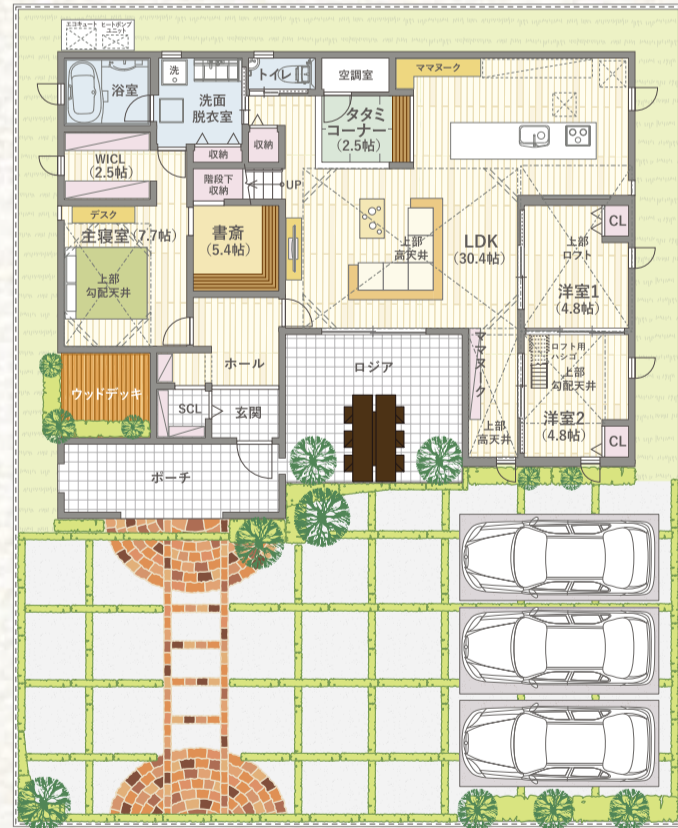 エコキュート
ヒートポンプ
ユニット
浴室
洗
洗面
脱衣室
トイレ
空調室
ママヌーク
タタミ
コーナー
(2.5帖)
収納
収納
WICL
(2.5帖)
階段下
収納
UP
デスク
主寝室(7.7帖)
上部
勾配天井
書斎
(5.4帖)
上部
高天井
LDK
(30.4帖)
CL
上部
ロフト
洋室1
(4.8帖)
ロフト用
ハシゴ
上部
勾配天井
洋室2
(4.8帖)
CL
ママヌーク
上部
高天井
ホール
ロジア
ウッドデッキ
SCL
玄関
ポーチ